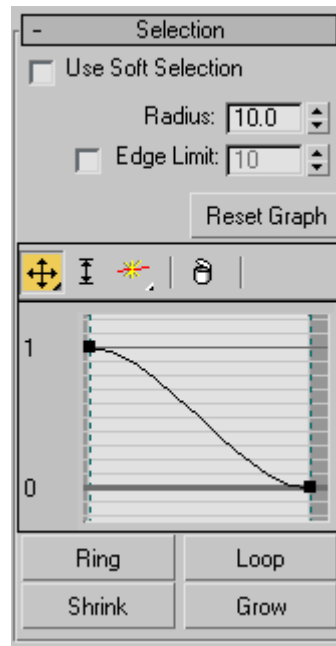 - Selection
Use Soft Selection
Radius: 10.0
Edge Limit: 10
Reset Graph
1
0
Ring Loop
Shrink Grow